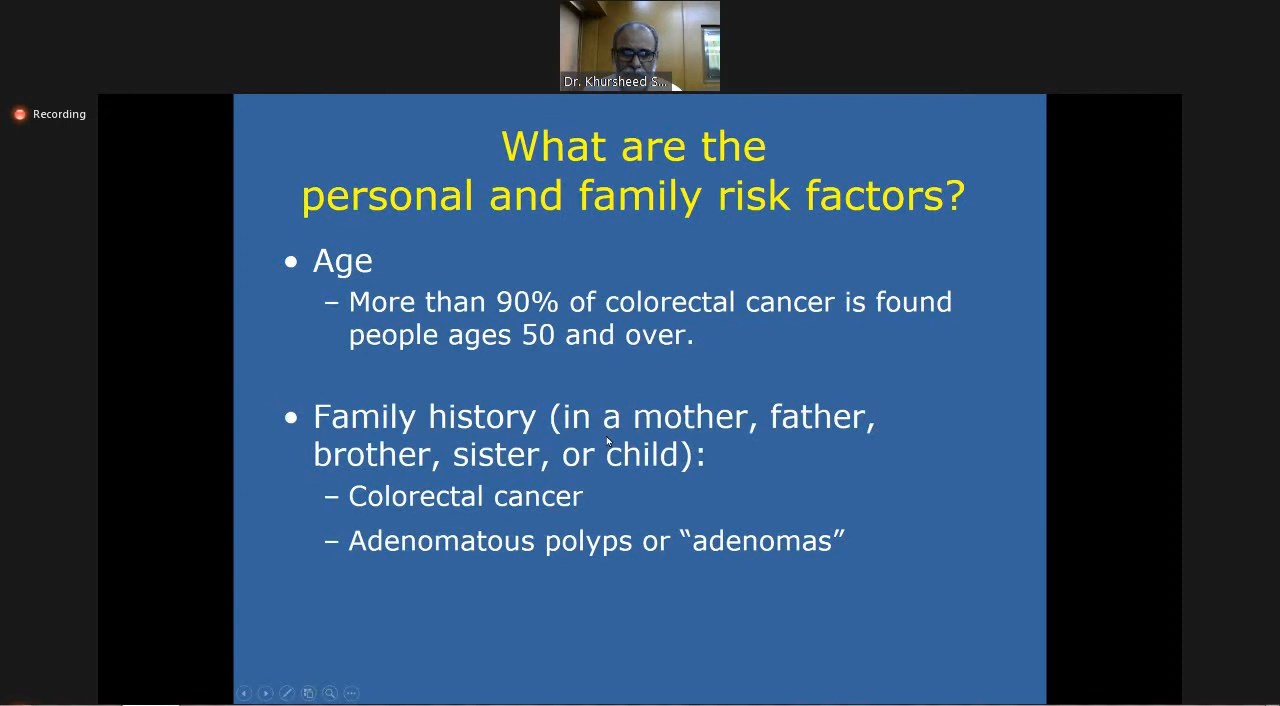 Dr. Khursheed S...
Recording
What are the
personal and family risk factors?
• Age
– More than 90% of colorectal cancer is found
people ages 50 and over.
• Family history (in a mother, father,
brother, sister, or child):
– Colorectal cancer
– Adenomatous polyps or “adenomas”